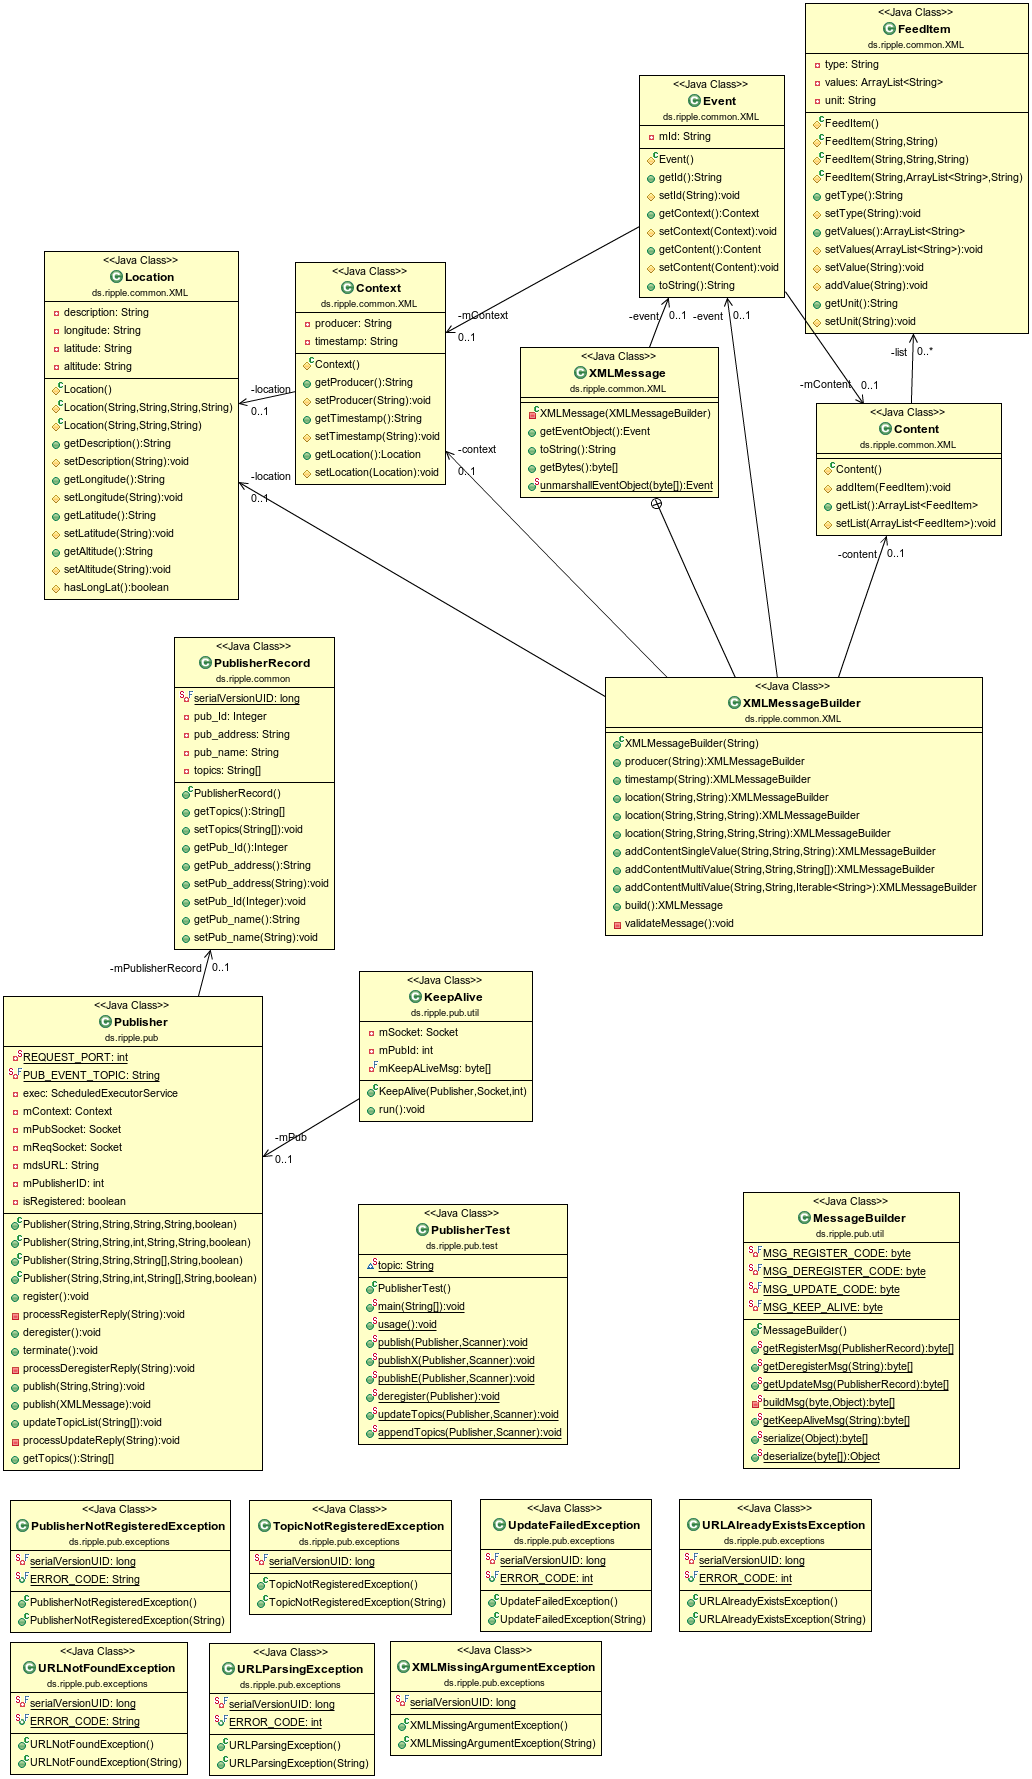 <<Java Class>>
FeedItem
ds.ripple.common.XML
type: String
values: ArrayList<String>
unit: String
FeedItem()
FeedItem(String,String)
FeedItem(String,String,String)
FeedItem(String,ArrayList<String>,String)
getType():String
setType(String):void
getValues():ArrayList<String>
setValues(ArrayList<String>):void
setValue(String):void
addValue(String):void
getUnit():String
setUnit(String):void
<<Java Class>>
Event
ds.ripple.common.XML
mId: String
Event()
getId():String
setId(String):void
getContext():Context
setContext(Context):void
getContent():Content
setContent(Content):void
toString():String
<<Java Class>>
Location
ds.ripple.common.XML
description: String
longitude: String
latitude: String
altitude: String
Location()
Location(String,String,String,String)
Location(String,String,String)
getDescription():String
setDescription(String):void
getLongitude():String
setLongitude(String):void
getLatitude():String
setLatitude(String):void
getAltitude():String
setAltitude(String):void
hasLongLat():boolean
<<Java Class>>
Context
ds.ripple.common.XML
producer: String
timestamp: String
Context()
getProducer():String
setProducer(String):void
getTimestamp():String
setTimestamp(String):void
getLocation():Location
setLocation(Location):void
-mContext
0..1
-event
0..1
-event
0..1
-mContent
0..1
-list
0..*
-location
0..1
-location
0..1
-context
0..1
-content
0..1
<<Java Class>>
XMLMessage
ds.ripple.common.XML
XMLMessage(XMLMessageBuilder)
getEventObject():Event
toString():String
getBytes():byte[]
unmarshallEventObject(byte[]):Event
<<Java Class>>
Content
ds.ripple.common.XML
Content()
addItem(FeedItem):void
getList():ArrayList<FeedItem>
setList(ArrayList<FeedItem>):void
<<Java Class>>
PublisherRecord
ds.ripple.common
serialVersionUID: long
pub_Id: Integer
pub_address: String
pub_name: String
topics: String[]
PublisherRecord()
getTopics():String[]
setTopics(String[]):void
getPub_Id():Integer
getPub_address():String
setPub_address(String):void
setPub_Id(Integer):void
getPub_name():String
setPub_name(String):void
<<Java Class>>
XMLMessageBuilder
ds.ripple.common.XML
XMLMessageBuilder(String)
producer(String):XMLMessageBuilder
timestamp(String):XMLMessageBuilder
location(String,String):XMLMessageBuilder
location(String,String,String):XMLMessageBuilder
location(String,String,String,String):XMLMessageBuilder
addContentSingleValue(String,String,String):XMLMessageBuilder
addContentMultiValue(String,String,String[]):XMLMessageBuilder
addContentMultiValue(String,String,Iterable<String>):XMLMessageBuilder
build():XMLMessage
validateMessage():void
-mPublisherRecord
0..1
<<Java Class>>
Publisher
ds.ripple.pub
REQUEST_PORT: int
PUB_EVENT_TOPIC: String
exec: ScheduledExecutorService
mContext: Context
mPubSocket: Socket
mReqSocket: Socket
mdsURL: String
mPublisherID: int
isRegistered: boolean
Publisher(String,String,String,String,boolean)
Publisher(String,String,int,String,String,boolean)
Publisher(String,String,String[],String,boolean)
Publisher(String,String,int,String[],String,boolean)
register():void
processRegisterReply(String):void
deregister():void
terminate():void
processDeregisterReply(String):void
publish(String,String):void
publish(XMLMessage):void
updateTopicList(String[]):void
processUpdateReply(String):void
getTopics():String[]
<<Java Class>>
KeepAlive
ds.ripple.pub.util
mSocket: Socket
mPubId: int
mKeepALiveMsg: byte[]
KeepAlive(Publisher,Socket,int)
run():void
-mPub
0..1
<<Java Class>>
PublisherTest
ds.ripple.pub.test
topic: String
PublisherTest()
main(String[]):void
usage():void
publish(Publisher,Scanner):void
publishX(Publisher,Scanner):void
publishE(Publisher,Scanner):void
deregister(Publisher):void
updateTopics(Publisher,Scanner):void
appendTopics(Publisher,Scanner):void
<<Java Class>>
MessageBuilder
ds.ripple.pub.util
MSG_REGISTER_CODE: byte
MSG_DEREGISTER_CODE: byte
MSG_UPDATE_CODE: byte
MSG_KEEP_ALIVE: byte
MessageBuilder()
getRegisterMsg(PublisherRecord):byte[]
getDeregisterMsg(String):byte[]
getUpdateMsg(PublisherRecord):byte[]
buildMsg(byte,Object):byte[]
getKeepAliveMsg(String):byte[]
serialize(Object):byte[]
deserialize(byte[]):Object
<<Java Class>>
PublisherNotRegisteredException
ds.ripple.pub.exceptions
serialVersionUID: long
ERROR_CODE: String
PublisherNotRegisteredException()
PublisherNotRegisteredException(String)
<<Java Class>>
TopicNotRegisteredException
ds.ripple.pub.exceptions
serialVersionUID: long
TopicNotRegisteredException()
TopicNotRegisteredException(String)
<<Java Class>>
UpdateFailedException
ds.ripple.pub.exceptions
serialVersionUID: long
ERROR_CODE: int
UpdateFailedException()
UpdateFailedException(String)
<<Java Class>>
URLAlreadyExistsException
ds.ripple.pub.exceptions
serialVersionUID: long
ERROR_CODE: int
URLAlreadyExistsException()
URLAlreadyExistsException(String)
<<Java Class>>
URLNotFoundException
ds.ripple.pub.exceptions
serialVersionUID: long
ERROR_CODE: String
URLNotFoundException()
URLNotFoundException(String)
<<Java Class>>
URLParsingException
ds.ripple.pub.exceptions
serialVersionUID: long
ERROR_CODE: int
URLParsingException()
URLParsingException(String)
<<Java Class>>
XMLMissingArgumentException
ds.ripple.pub.exceptions
serialVersionUID: long
XMLMissingArgumentException()
XMLMissingArgumentException(String)